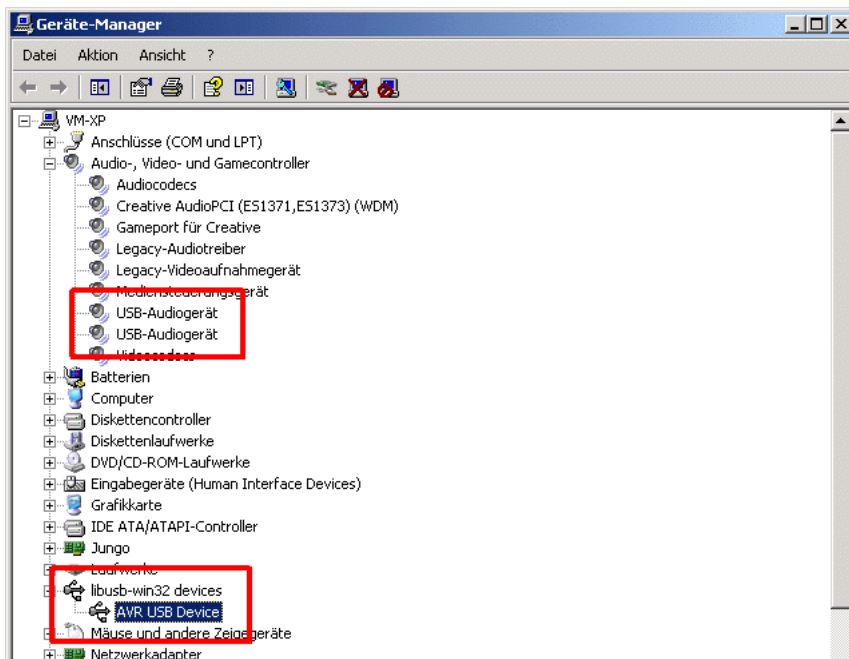 Geräte-Manager
Datei Aktion Ansicht ?
VM-XP
Anschlüsse (COM und LPT)
Audio-, Video- und Gamecontroller
Audiocodecs
Creative AudioPCI (ES1371,ES1373) (WDM)
Gameport für Creative
Legacy-Audiotreiber
Legacy-Videoaufnahmegerät
Mediensteuerungsgerät
USB-Audiogerät
USB-Audiogerät
Videocodecs
Batterien
Computer
Diskettencontroller
Diskettenlaufwerke
DVD/CD-ROM-Laufwerke
Eingabegeräte (Human Interface Devices)
Grafikkarte
IDE ATA/ATAPI-Controller
Jungo
Laufwerke
libusb-win32 devices
AVR USB Device
Mäuse und andere Zeigegeräte
Netzwerkadapter